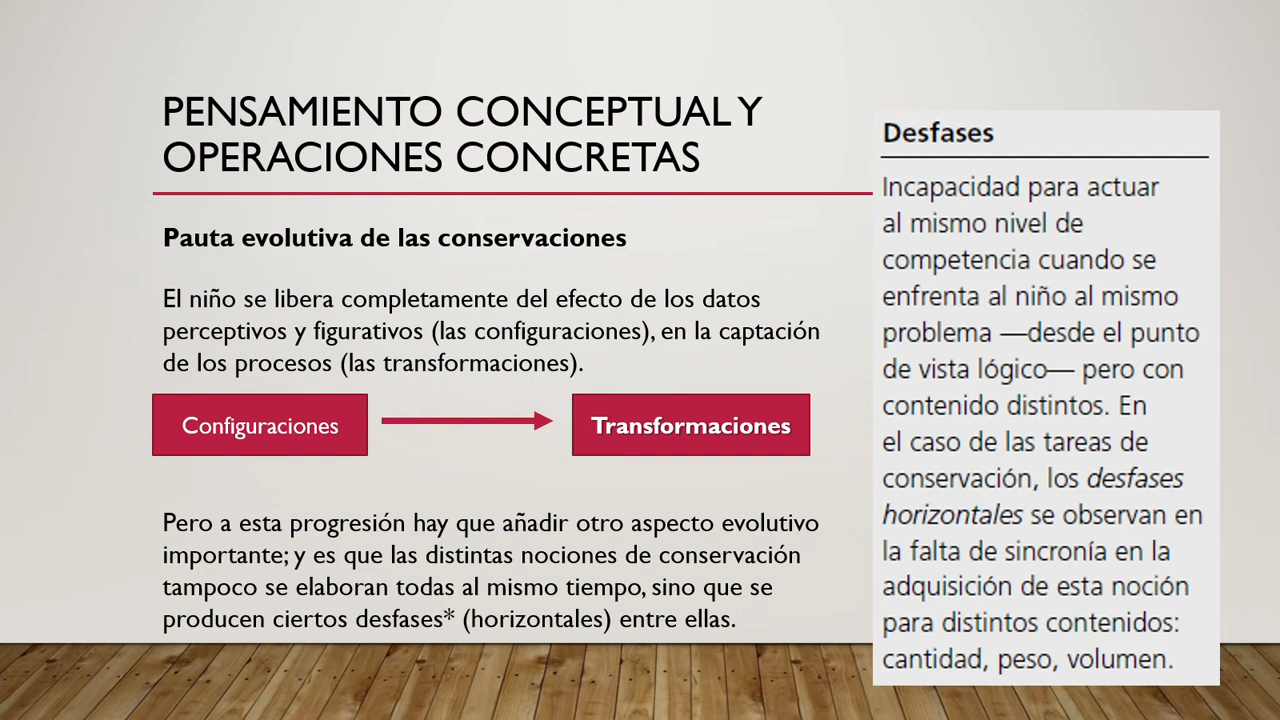 PENSAMIENTO CONCEPTUAL Y
OPERACIONES CONCRETAS
Pauta evolutiva de las conservaciones
El niño se libera completamente del efecto de los datos
perceptivos y figurativos (las configuraciones), en la captación
de los procesos (las transformaciones).
Configuraciones
Transformaciones
Pero a esta progresión hay que añadir otro aspecto evolutivo
importante; y es que las distintas nociones de conservación
tampoco se elaboran todas al mismo tiempo, sino que se
producen ciertos desfases* (horizontales) entre ellas.
Desfases
Incapacidad para actuar
al mismo nivel de
competencia cuando se
enfrenta al niño al mismo
problema —desde el punto
de vista lógico— pero con
contenido distintos. En
el caso de las tareas de
conservación, los desfases
horizontales se observan en
la falta de sincronía en la
adquisición de esta noción
para distintos contenidos:
cantidad, peso, volumen.